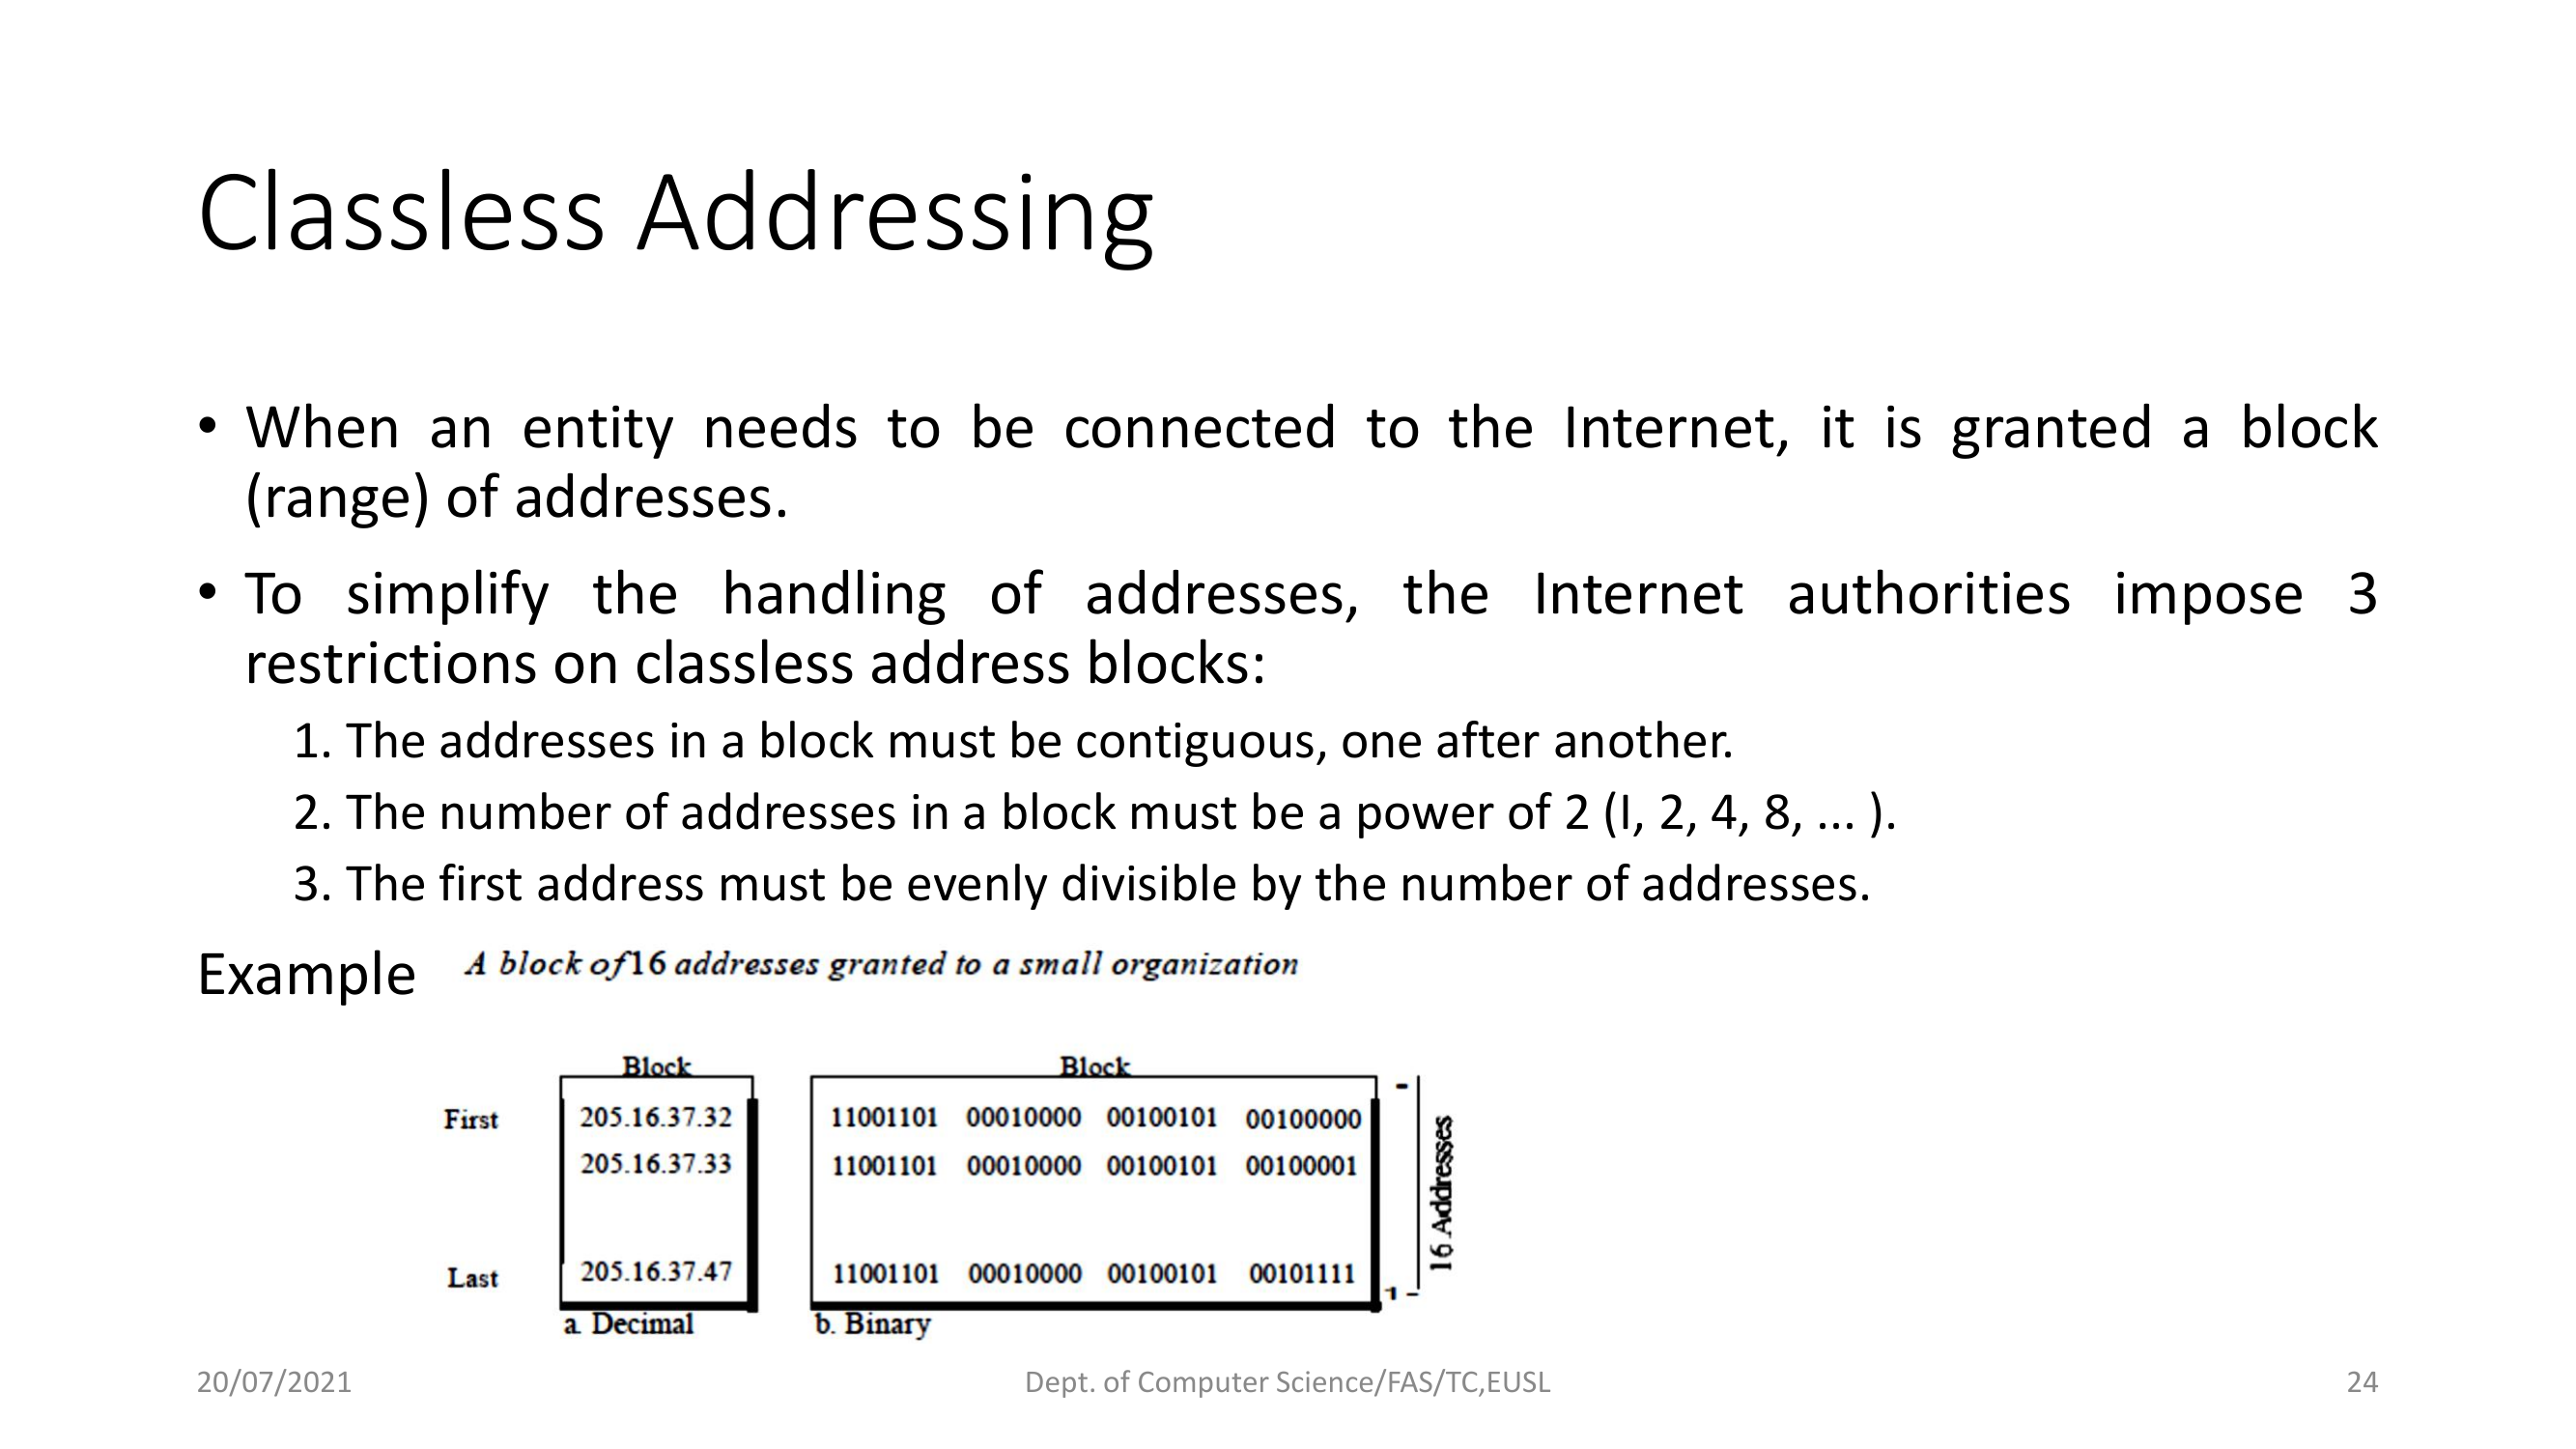 Classless Addressing
• When an entity needs to be connected to the Internet, it is granted a block
(range) of addresses.
• To simplify the handling of addresses, the Internet authorities impose 3
restrictions on classless address blocks:
1. The addresses in a block must be contiguous, one after another.
2. The number of addresses in a block must be a power of 2 (I, 2, 4, 8, ... ).
3. The first address must be evenly divisible by the number of addresses.
Example
A block of 16 addresses granted to a small organization
Block
First
205.16.37.32
205.16.37.33
Last
205.16.37.47
a. Decimal
Block
11001101 00010000 00100101 00100000
11001101 00010000 00100101 00100001
11001101 00010000 00100101 00101111
b. Binary
16 Addresses
20/07/2021
Dept. of Computer Science/FAS/TC,EUSL
24